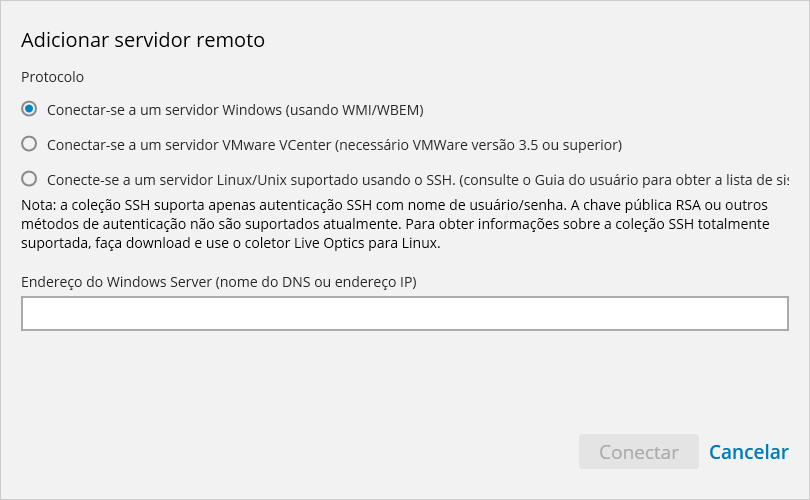 Adicionar servidor remoto
Protocolo
Conectar-se a um servidor Windows (usando WMI/WBEM)
Conectar-se a um servidor VMware VCenter (necessário VMWare versão 3.5 ou superior)
Conecte-se a um servidor Linux/Unix suportado usando o SSH. (consulte o Guia do usuário para obter a lista de
Nota: a coleção SSH suporta apenas autenticação SSH com nome de usuário/senha. A chave pública RSA ou outros
métodos de autenticação não são suportados atualmente. Para obter informações sobre a coleção SSH totalmente
suportada, faça download e use o coletor Live Optics para Linux.
Endereço do Windows Server (nome do DNS ou endereço IP)
Conectar
Cancelar